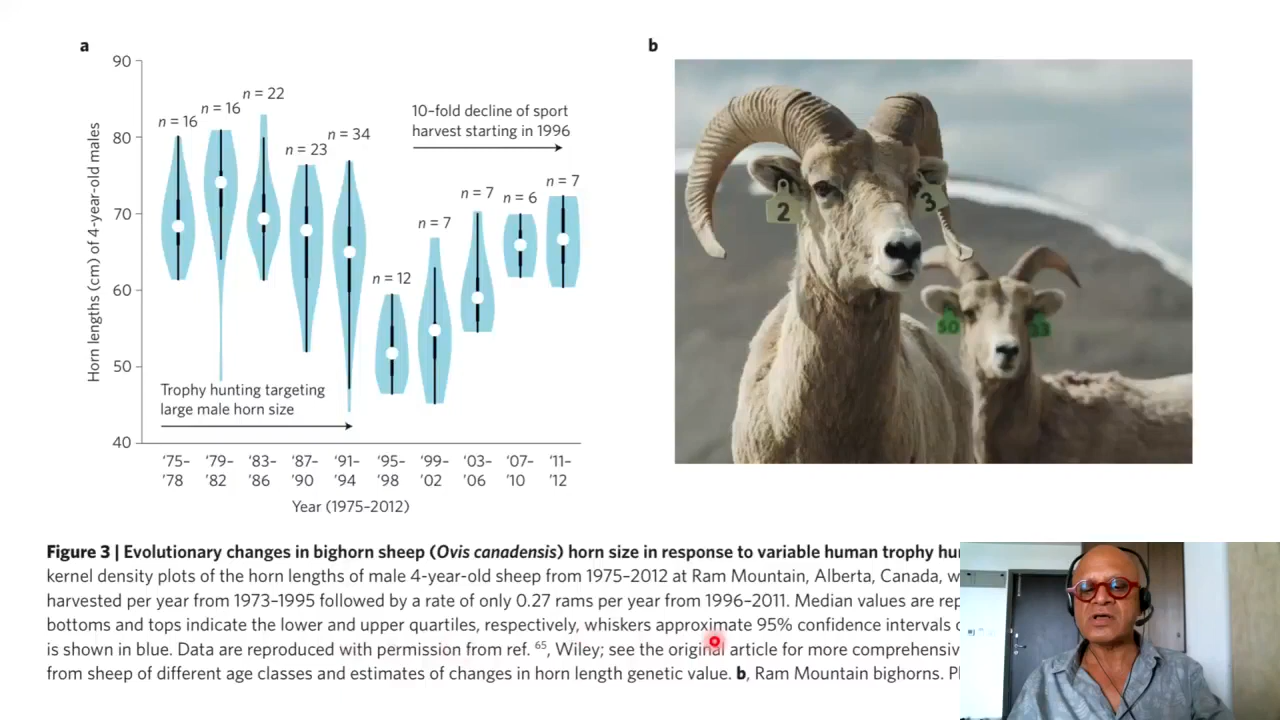 a
b
90
80
70
60
50
40
Horn lengths (cm) of 4-year-old males
n = 16
n = 16
n = 22
n = 23
n = 34
n = 12
n = 7
n = 7
n = 6
n = 7
10-fold decline of sport
harvest starting in 1996
Trophy hunting targeting
large male horn size
'75– '79– '83– '87– '91– '95– '99– '03– '07– '11–
'78 '82 '86 '90 '94 '98 '02 '06 '10 '12
Year (1975–2012)
2
3
50
33
Figure 3 | Evolutionary changes in bighorn sheep (Ovis canadensis) horn size in response to variable human trophy
kernel density plots of the horn lengths of male 4-year-old sheep from 1975–2012 at Ram Mountain, Alberta, Canada,
harvested per year from 1973–1995 followed by a rate of only 0.27 rams per year from 1996–2011. Median values are
bottoms and tops indicate the lower and upper quartiles, respectively, whiskers approximate 95% confidence intervals
is shown in blue. Data are reproduced with permission from ref. 65, Wiley; see the original article for more
from sheep of different age classes and estimates of changes in horn length genetic value. b, Ram Mountain bighorns.